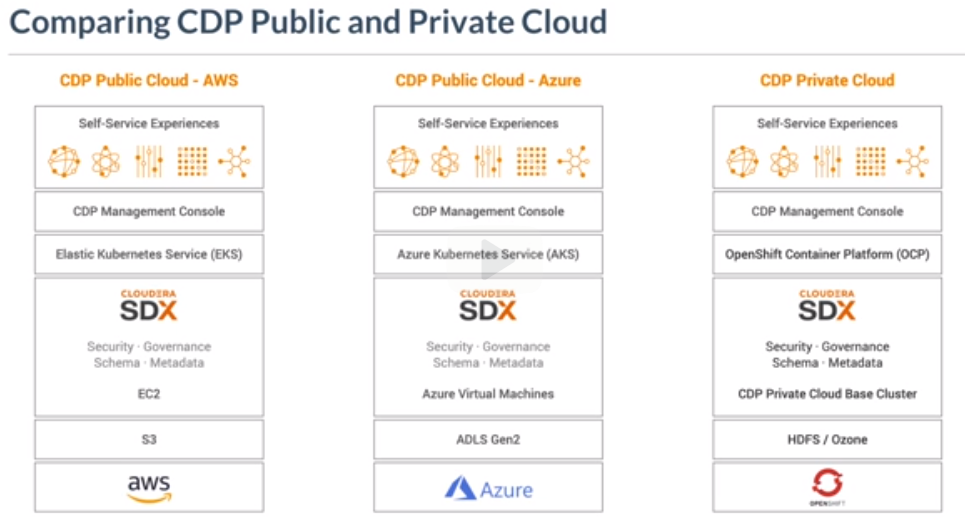 Comparing CDP Public and Private Cloud
CDP Public Cloud - AWS
Self-Service Experiences
CDP Management Console
Elastic Kubernetes Service (EKS)
CLOUDERA
SDX
Security · Governance
Schema · Metadata
EC2
S3
aws
CDP Public Cloud - Azure
Self-Service Experiences
CDP Management Console
Azure Kubernetes Service (AKS)
CLOUDERA
SDX
Security · Governance
Schema · Metadata
Azure Virtual Machines
ADLS Gen2
Azure
CDP Private Cloud
Self-Service Experiences
CDP Management Console
OpenShift Container Platform (OCP)
CLOUDERA
SDX
Security · Governance
Schema · Metadata
CDP Private Cloud Base Cluster
HDFS / Ozone
OPENSHIFT